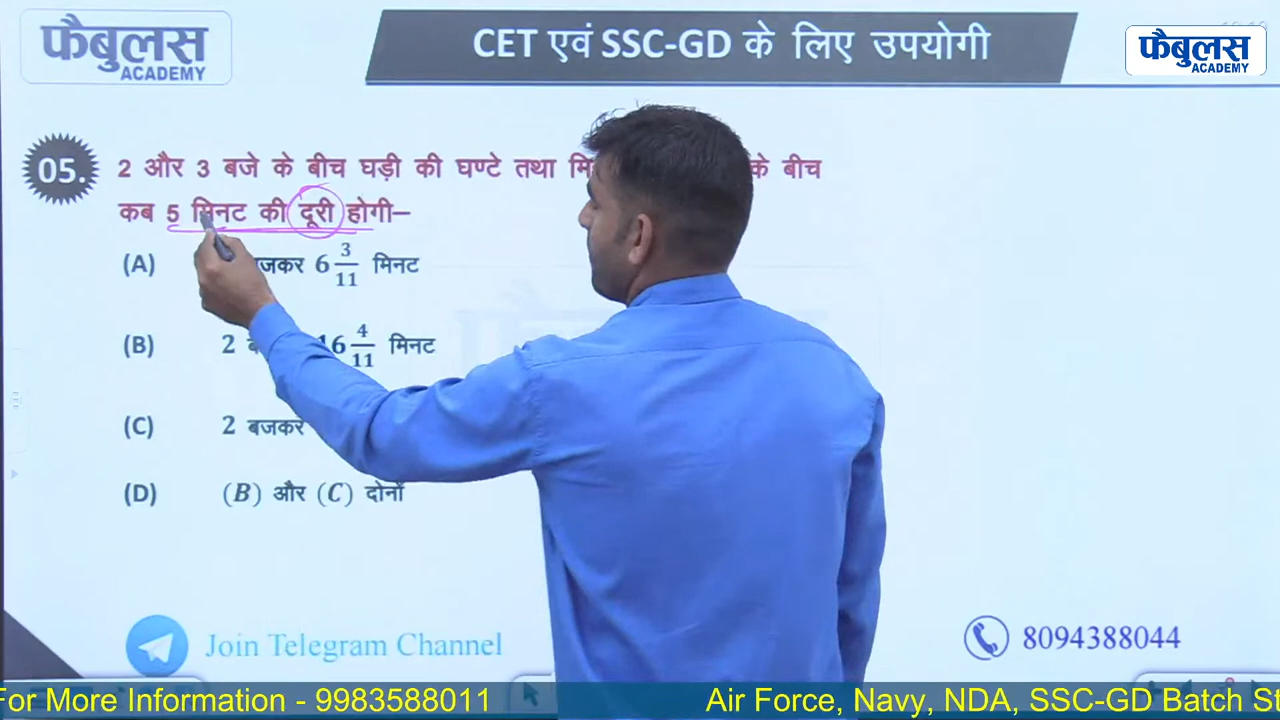 फैबुलस
ACADEMY
CET एवं SSC-GD के लिए उपयोगी
फैबुलस
ACADEMY
05. 2 और 3 बजे के बीच घड़ी की घण्टे तथा के बीच
कब 5 मिनट की दूरी होगी–
(A) बजकर 6 3/11 मिनट
(B) 2 16 4/11 मिनट
(C) 2 बजकर
(D) (B) और (C) दोनों
Join Telegram Channel
8094388044
For More Information - 9983588011 Air Force, Navy, NDA, SSC-GD Batch